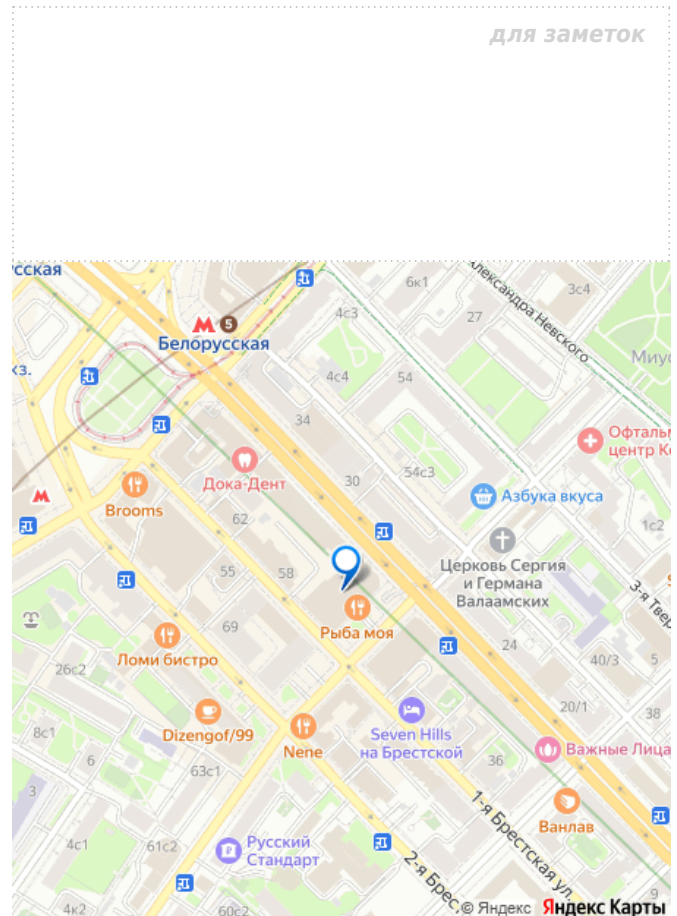 для заметок
сская
6к1
Александра Невского
3с4
4с3
27
5
Белорусская
Миус
кз.
4с4
54
34
Офтальм
центр Ко
Дока-Дент
30
54с3
Азбука вкуса
Brooms
62
1с2
Церковь Сергия
и Германа
Валаамских
55
58
3-я Твер
Рыба моя
69
24
Ломи бистро
40/3
5
26с2
20/1
38
8с1
Dizengof/99
Seven Hills
на Брестской
Важные Лица
Nene
36
6
63с1
3
1-я Брестская ул.
Ванлав
4
61с2
Русский
Стандарт
2-я Брес
9
4к2
60с2
© Яндекс Яндекс Карты